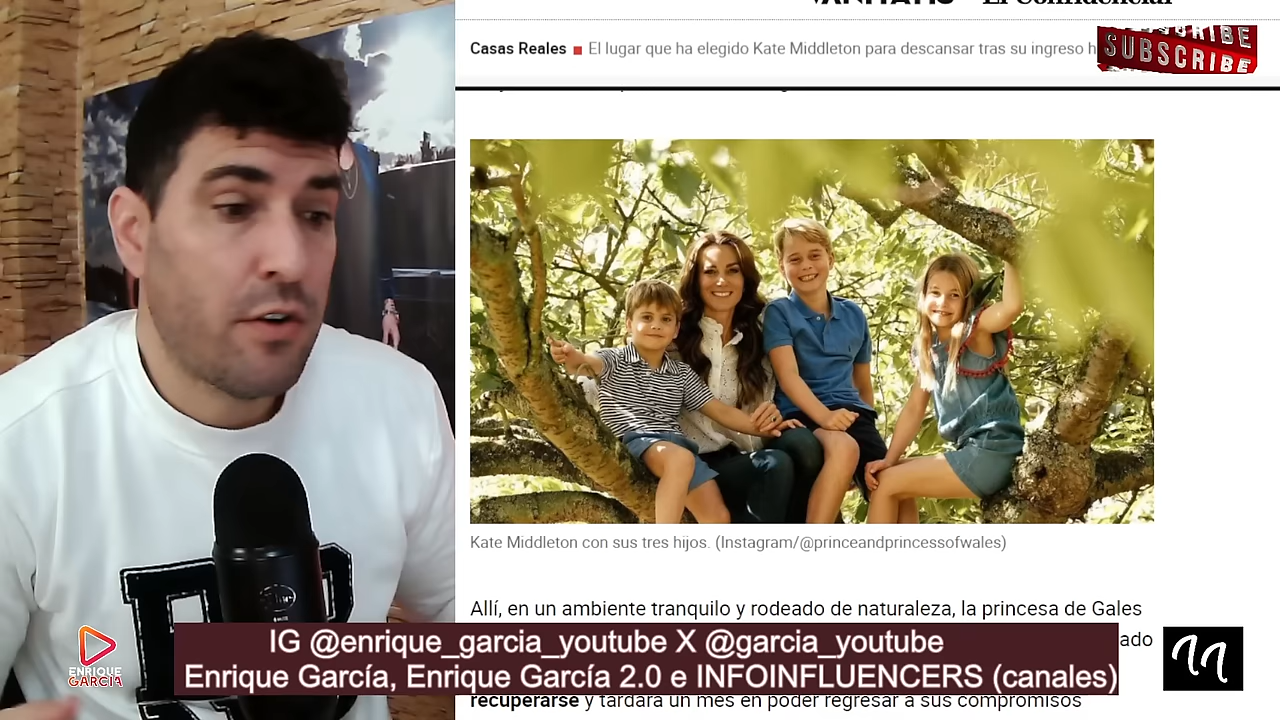 Casas Reales ■ El lugar que ha elegido Kate Middleton para descansar tras su ingreso
SUBSCRIBE
SUBSCRIBE
Kate Middleton con sus tres hijos. (Instagram/@princeandprincessofwales)
Allí, en un ambiente tranquilo y rodeado de naturaleza, la princesa de Gales
IG @enrique_garcia_youtube X @garcia_youtube
Enrique García, Enrique García 2.0 e INFOINFLUENCERS (canales)
recuperarse y tardará un mes en poder regresar a sus compromisos
ENRIQUE
GARCÍA